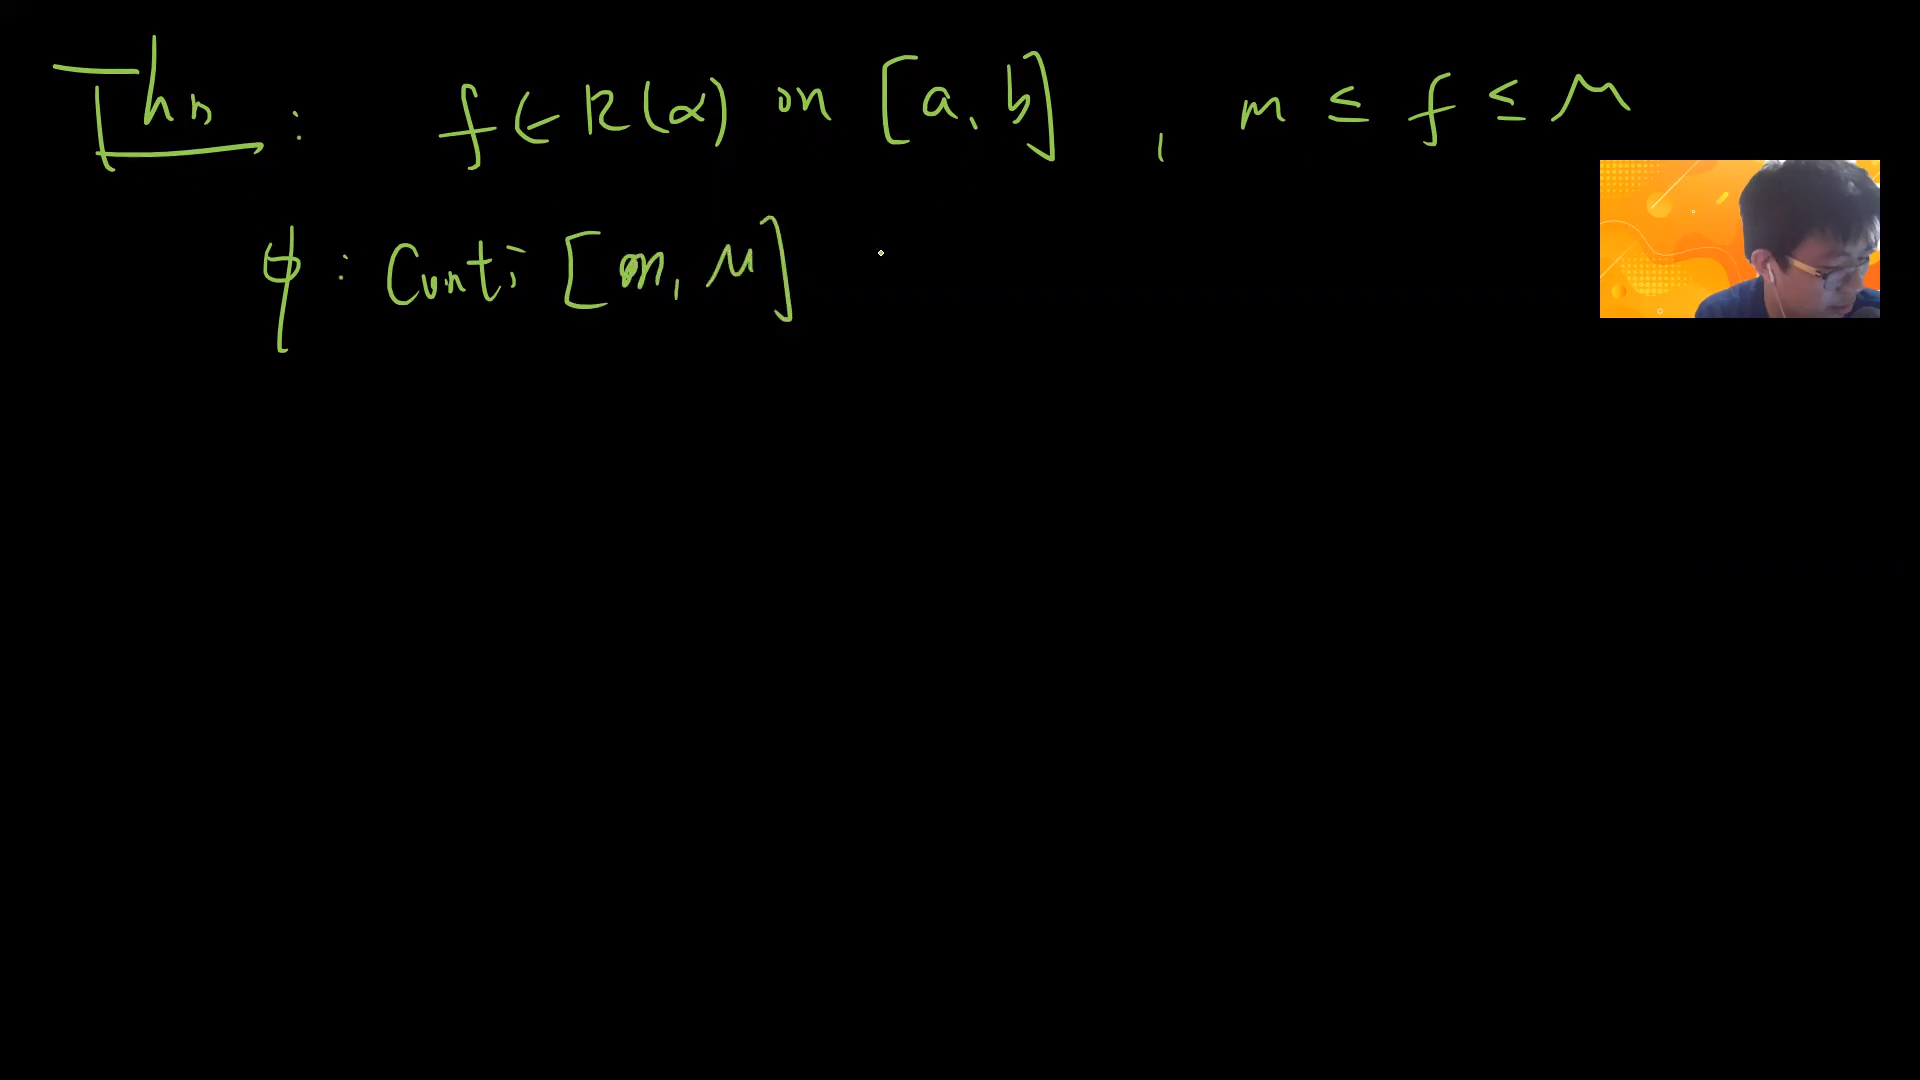 Thm : f ∈ R(α) on [a, b] , m ≤ f ≤ M
φ : Conti [m, M]